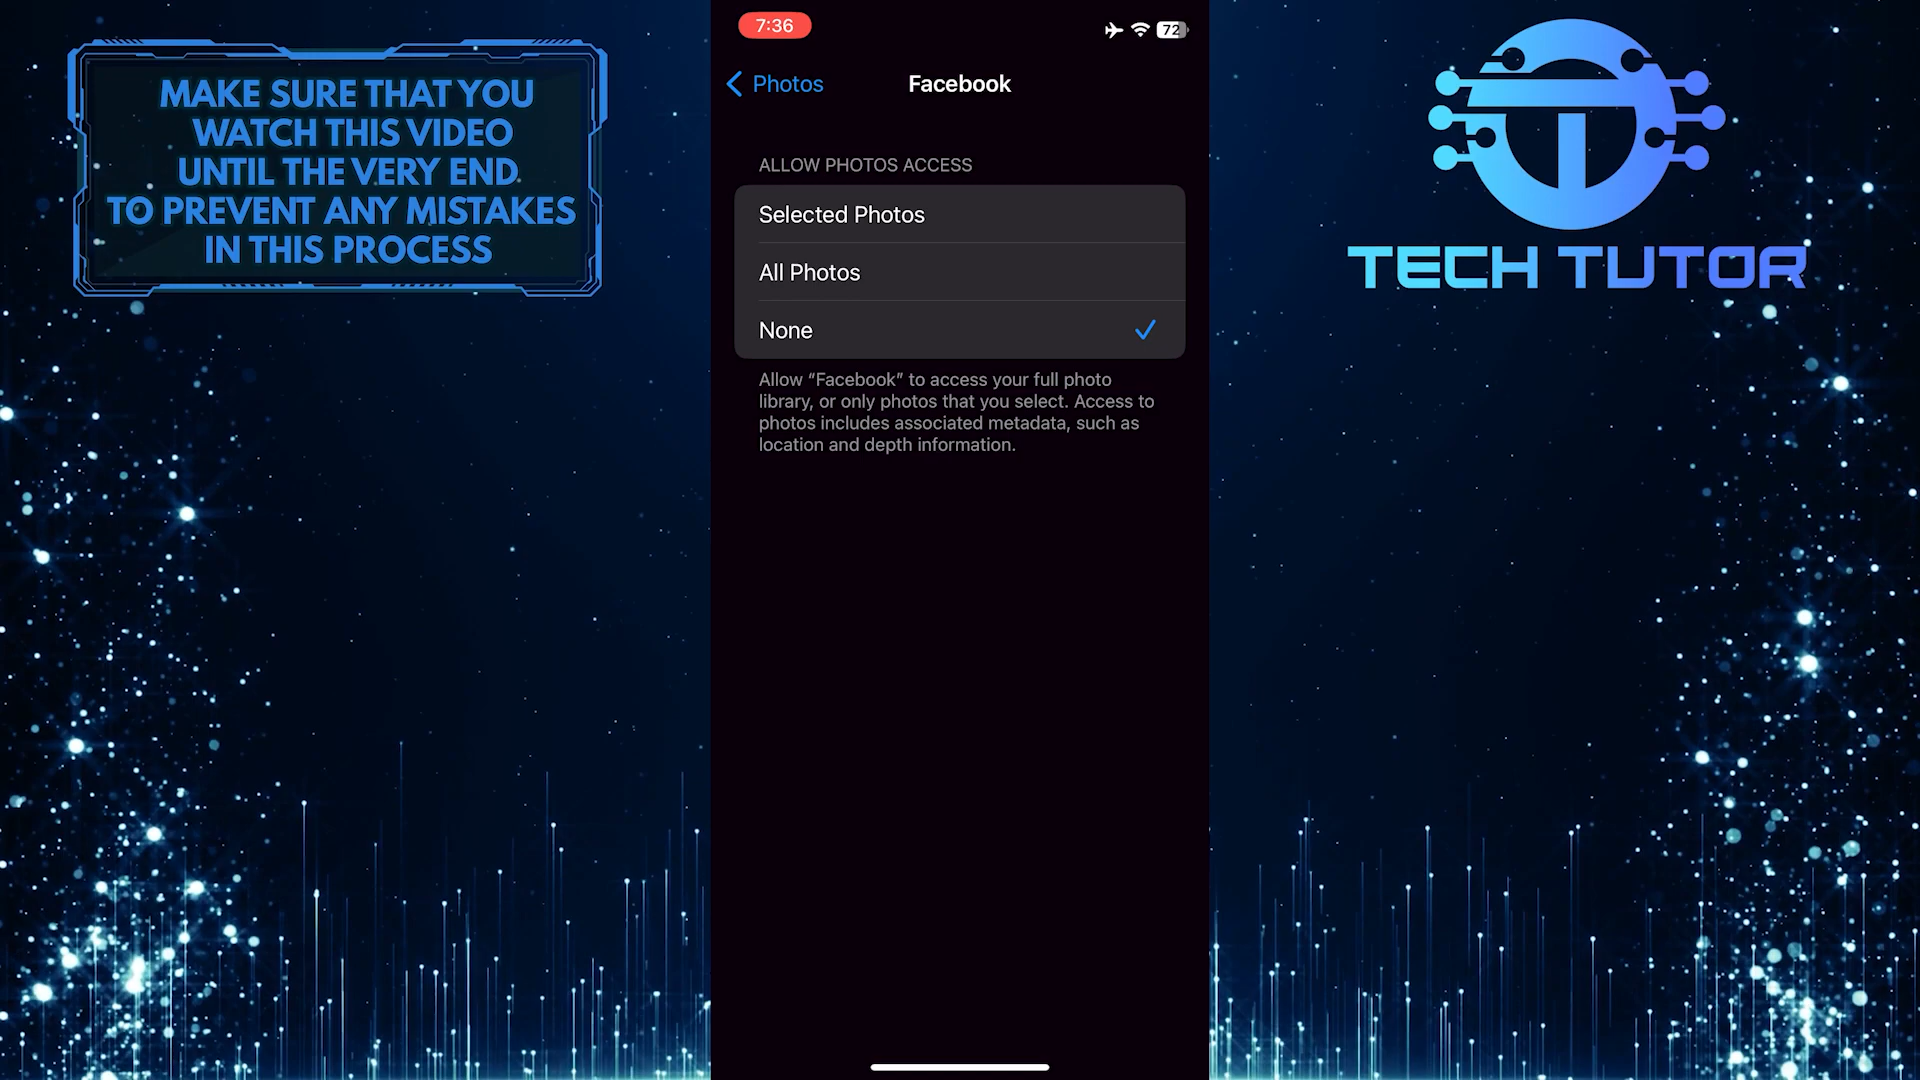 MAKE SURE THAT YOU
WATCH THIS VIDEO
UNTIL THE VERY END
TO PREVENT ANY MISTAKES
IN THIS PROCESS
7:36
72
Photos
Facebook
ALLOW PHOTOS ACCESS
Selected Photos
All Photos
None
Allow “Facebook” to access your full photo
library, or only photos that you select. Access to
photos includes associated metadata, such as
location and depth information.
TECH TUTOR